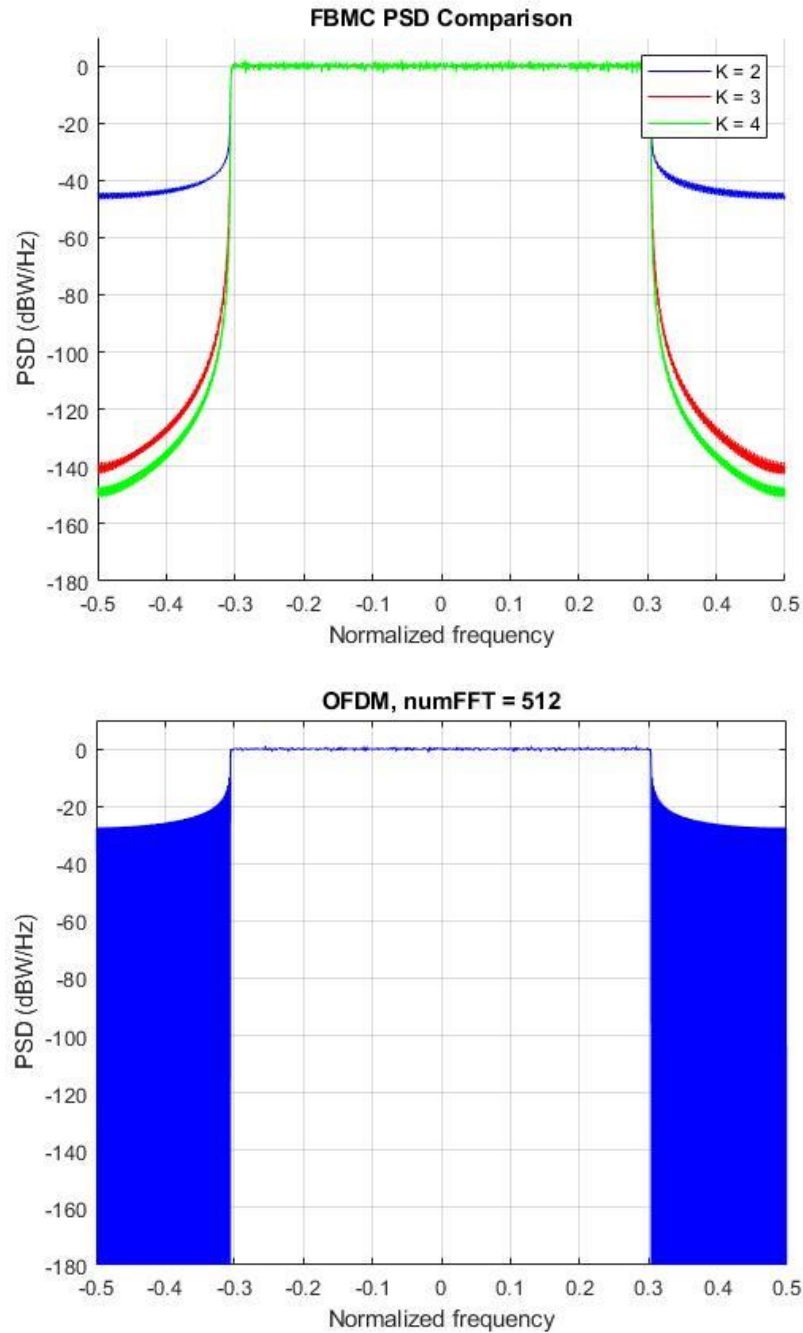 FBMC PSD Comparison
0
-20
-40
-60
-80
-100
-120
-140
-160
-180
PSD (dBW/Hz)
K = 2
K = 3
K = 4
-0.5 -0.4 -0.3 -0.2 -0.1 0 0.1 0.2 0.3 0.4 0.5
Normalized frequency
OFDM, numFFT = 512
0
-20
-40
-60
-80
-100
-120
-140
-160
-180
PSD (dBW/Hz)
-0.5 -0.4 -0.3 -0.2 -0.1 0 0.1 0.2 0.3 0.4 0.5
Normalized frequency